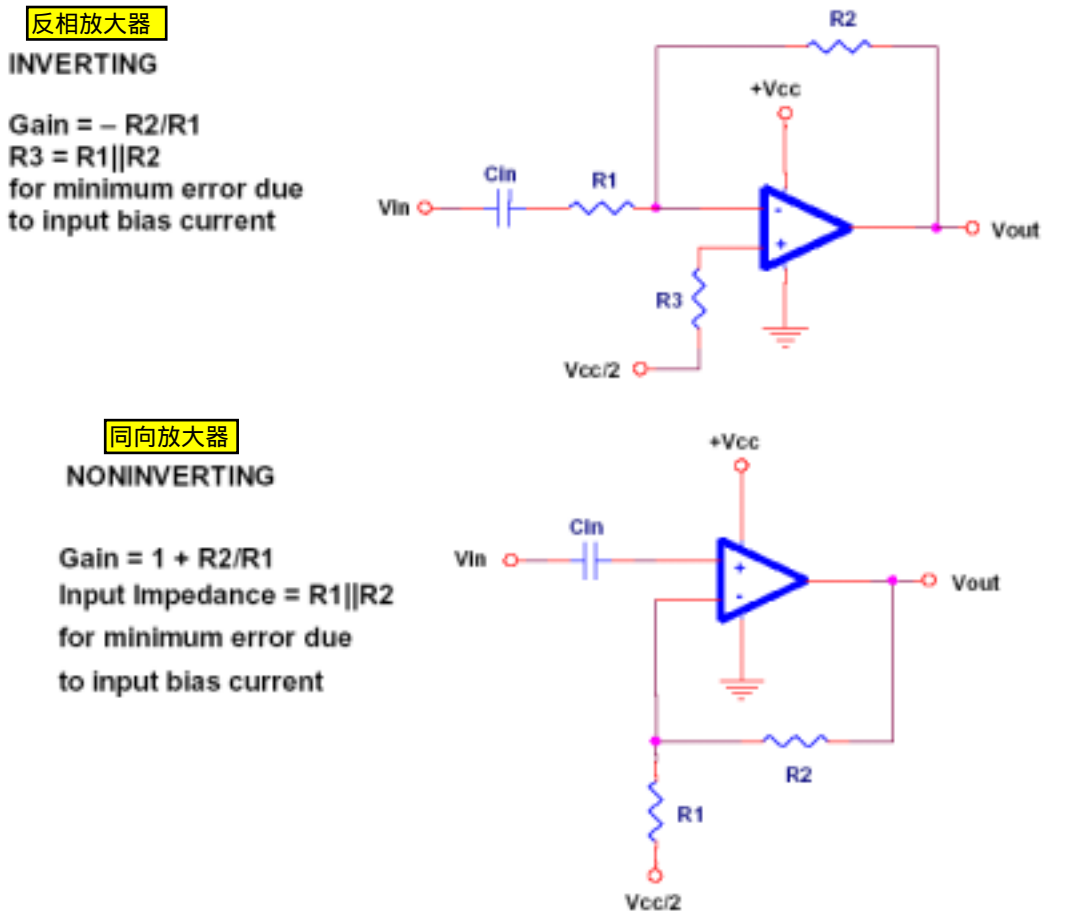 反相放大器
INVERTING
Gain = – R2/R1
R3 = R1||R2
for minimum error due
to input bias current
R2
+Vcc
Cin
R1
Vin
-
+
Vout
R3
Vcc/2
同向放大器
NONINVERTING
Gain = 1 + R2/R1
Input Impedance = R1||R2
for minimum error due
to input bias current
+Vcc
Cin
Vin
+
-
Vout
R2
R1
Vcc/2